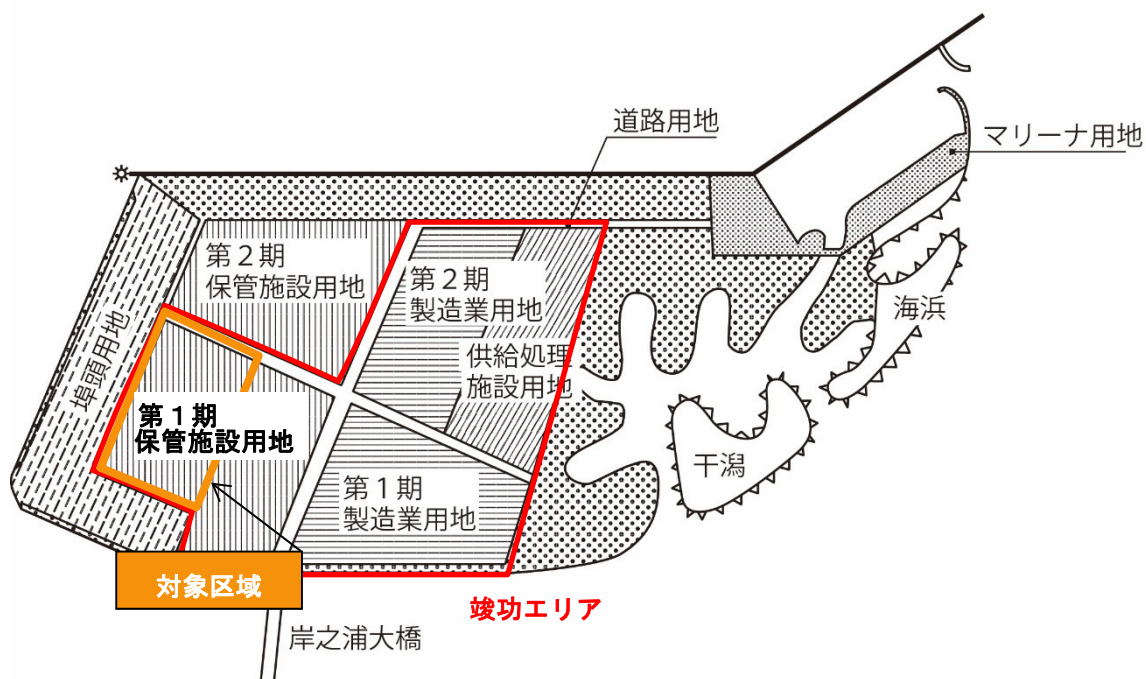 道路用地
マリーナ用地
第２期
保管施設用地
第２期
製造業用地
海浜
埠頭用地
供給処理
施設用地
第１期
保管施設用地
干潟
第１期
製造業用地
対象区域
竣功エリア
岸之浦大橋